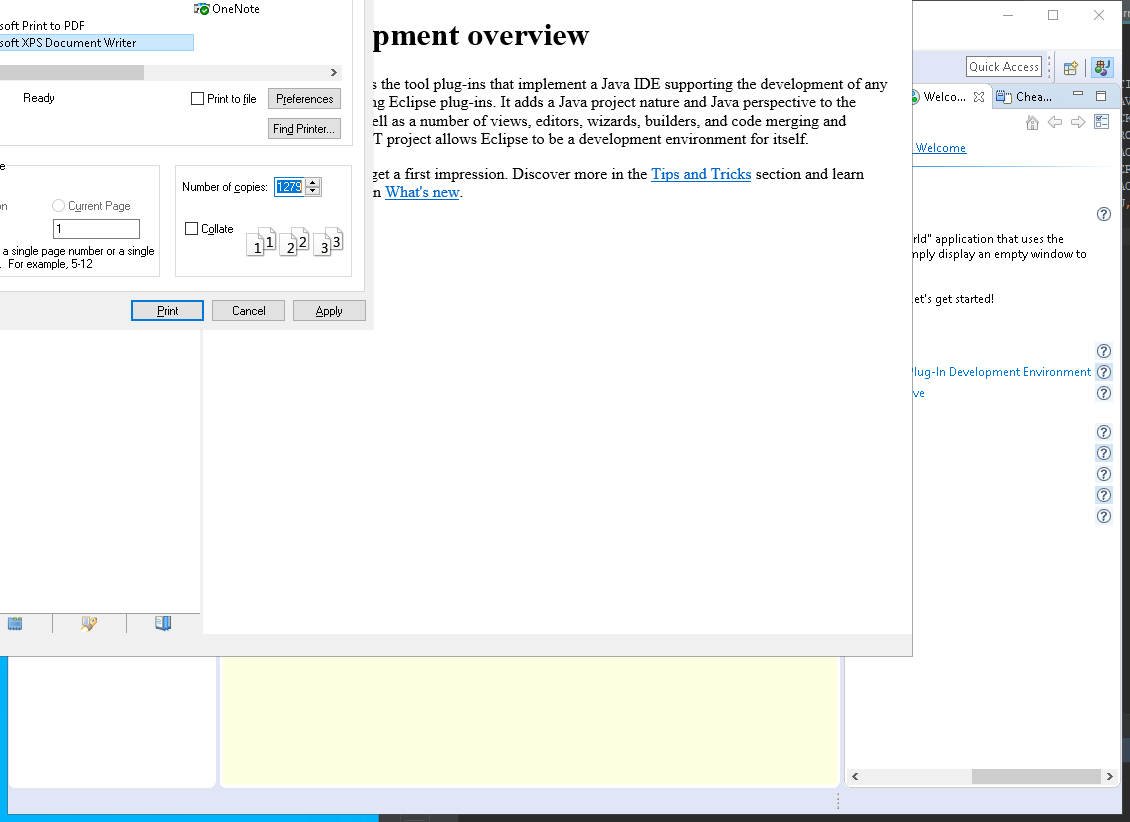 OneNote
soft Print to PDF
soft XPS Document Writer
Ready
Print to file
Preferences
Find Printer...
e
Number of copies:
1279
on
Current Page
1
Collate
1 1 2 2 3 3
a single page number or a single
. For example, 5-12
Print
Cancel
Apply
pment overview
s the tool plug-ins that implement a Java IDE supporting the development of any
ng Eclipse plug-ins. It adds a Java project nature and Java perspective to the
ell as a number of views, editors, wizards, builders, and code merging and
T project allows Eclipse to be a development environment for itself.
get a first impression. Discover more in the Tips and Tricks section and learn
n What's new.
Quick Access
Welco...
Chea...
Welcome
rld" application that uses the
mply display an empty window to
Let's get started!
Plug-In Development Environment
ve